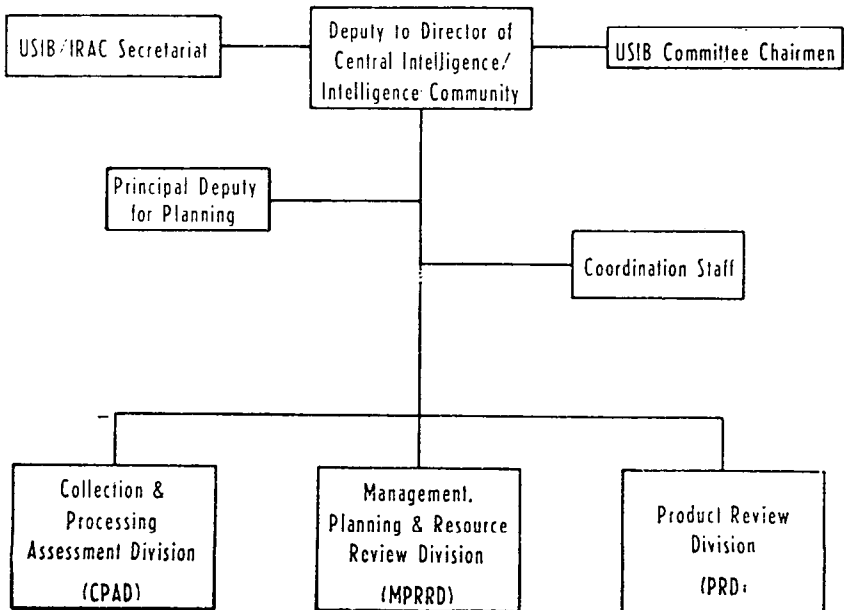 USIB/IRAC Secretariat
Deputy to Director of
Central Intelligence/
Intelligence Community
USIB Committee Chairmen
Principal Deputy
for Planning
Coordination Staff
Collection &
Processing
Assessment Division
(CPAD)
Management,
Planning & Resource
Review Division
(MPRRD)
Product Review
Division
(PRD)